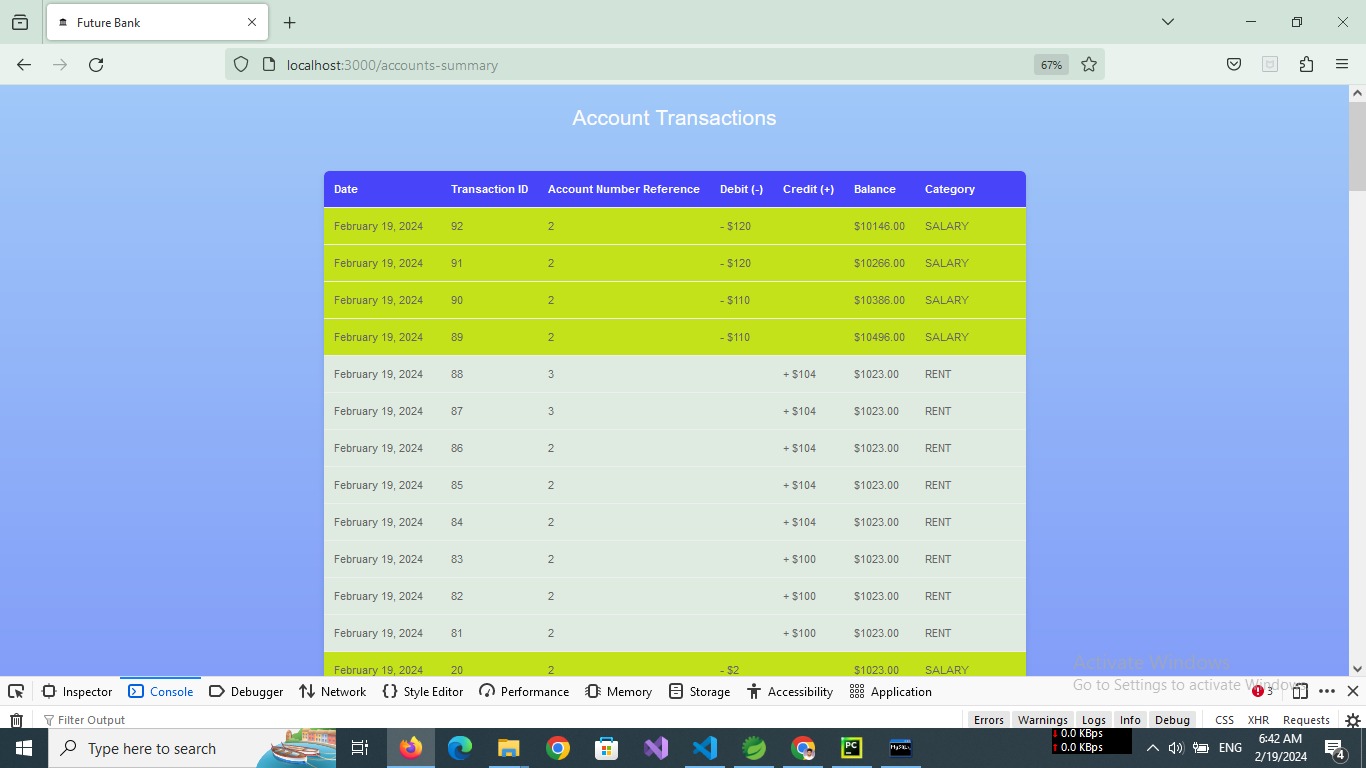 Future Bank
localhost:3000/accounts-summary 67%
Account Transactions
Date Transaction ID Account Number Reference Debit (-) Credit (+) Balance Category
February 19, 2024 92 2 - $120 $10146.00 SALARY
February 19, 2024 91 2 - $120 $10266.00 SALARY
February 19, 2024 90 2 - $110 $10386.00 SALARY
February 19, 2024 89 2 - $110 $10496.00 SALARY
February 19, 2024 88 3 + $104 $1023.00 RENT
February 19, 2024 87 3 + $104 $1023.00 RENT
February 19, 2024 86 2 + $104 $1023.00 RENT
February 19, 2024 85 2 + $104 $1023.00 RENT
February 19, 2024 84 2 + $104 $1023.00 RENT
February 19, 2024 83 2 + $100 $1023.00 RENT
February 19, 2024 82 2 + $100 $1023.00 RENT
February 19, 2024 81 2 + $100 $1023.00 RENT
February 19, 2024 20 2 - $2 $1023.00 SALARY
Activate Windows
Go to Settings to activate Windows.
Inspector Console Debugger Network Style Editor Performance Memory Storage Accessibility Application 3
Filter Output Errors Warnings Logs Info Debug CSS XHR Requests
Type here to search
PC
MySQL
0.0 KBps
0.0 KBps
ENG
6:42 AM
2/19/2024
4